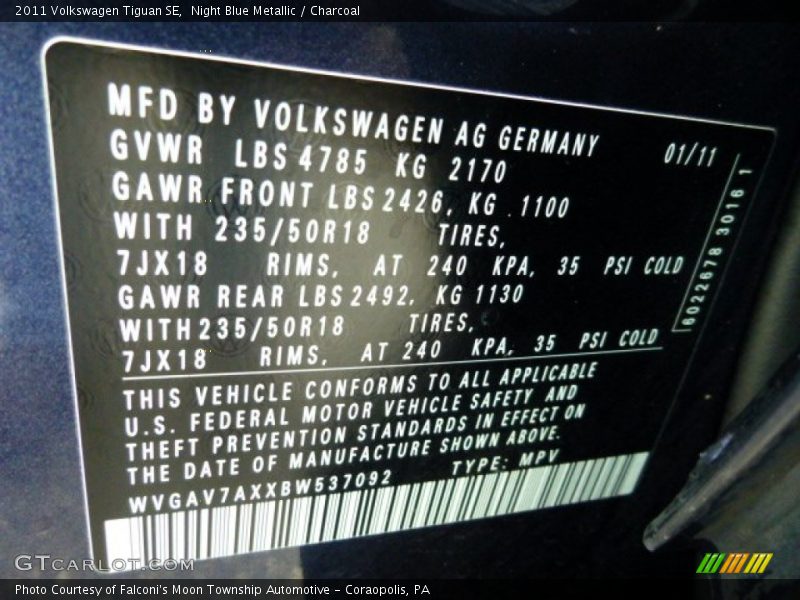 2011 Volkswagen Tiguan SE,  Night Blue Metallic / Charcoal
MFD BY VOLKSWAGEN AG GERMANY 01/11
GVWR LBS 4785 KG 2170
GAWR FRONT LBS 2426, KG 1100
WITH 235/50R18 TIRES,
7JX18 RIMS, AT 240 KPA, 35 PSI COLD
GAWR REAR LBS 2492, KG 1130
WITH 235/50R18 TIRES,
7JX18 RIMS, AT 240 KPA, 35 PSI COLD
6022678 30161 1
THIS VEHICLE CONFORMS TO ALL APPLICABLE
U.S. FEDERAL MOTOR VEHICLE SAFETY AND
THEFT PREVENTION STANDARDS IN EFFECT ON
THE DATE OF MANUFACTURE SHOWN ABOVE.
WVGAV7AXXBW537092 TYPE: MPV
GTCARLOT.COM
Photo Courtesy of Falconi's Moon Township Automotive – Coraopolis, PA